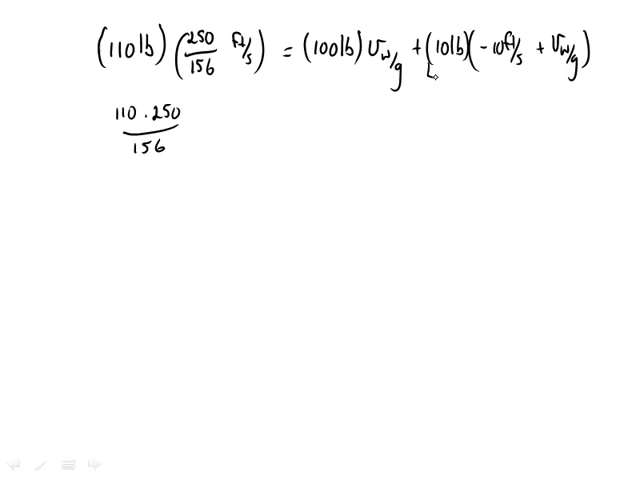 (110 lb) (250/156 ft/s) = (100 lb) V_w/g + (10 lb)(-10 ft/s + V_w/g)
110 · 250
156